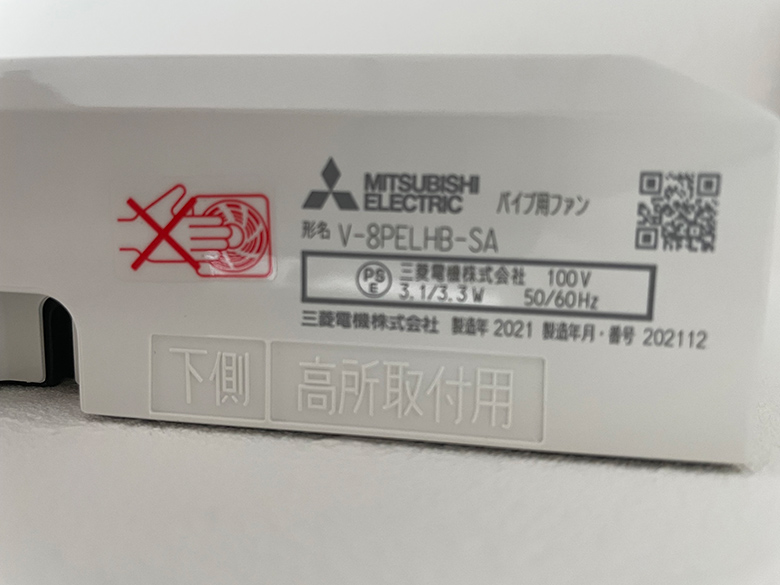 MITSUBISHI
ELECTRIC パイプ用ファン
形名 V-8PELHB-SA
PS
E
三菱電機株式会社 100V
3.1/3.3W 50/60Hz
三菱電機株式会社 製造年 2021 製造年月・番号 202112
下側 高所取付用